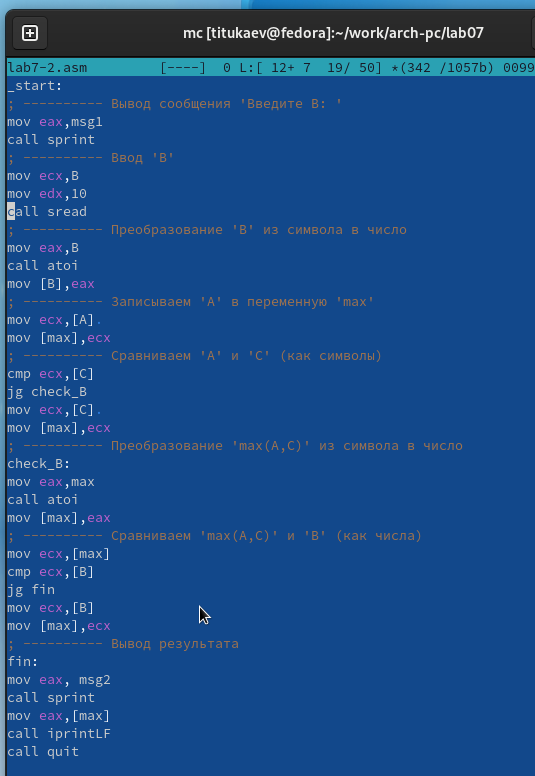 mc [titukaev@fedora]:~/work/arch-pc/lab07
lab7-2.asm [----] 0 L:[ 12+ 7 19/ 50] *(342 /1057b) 0099
_start:
; ---------- Вывод сообщения 'Введите B: '
mov eax,msg1
call sprint
; ---------- Ввод 'B'
mov ecx,B
mov edx,10
call sread
; ---------- Преобразование 'B' из символа в число
mov eax,B
call atoi
mov [B],eax
; ---------- Записываем 'A' в переменную 'max'
mov ecx,[A].
mov [max],ecx
; ---------- Сравниваем 'A' и 'С' (как символы)
cmp ecx,[C]
jg check_B
mov ecx,[C].
mov [max],ecx
; ---------- Преобразование 'max(A,C)' из символа в число
check_B:
mov eax,max
call atoi
mov [max],eax
; ---------- Сравниваем 'max(A,C)' и 'B' (как числа)
mov ecx,[max]
cmp ecx,[B]
jg fin
mov ecx,[B]
mov [max],ecx
; ---------- Вывод результата
fin:
mov eax, msg2
call sprint
mov eax,[max]
call iprintLF
call quit